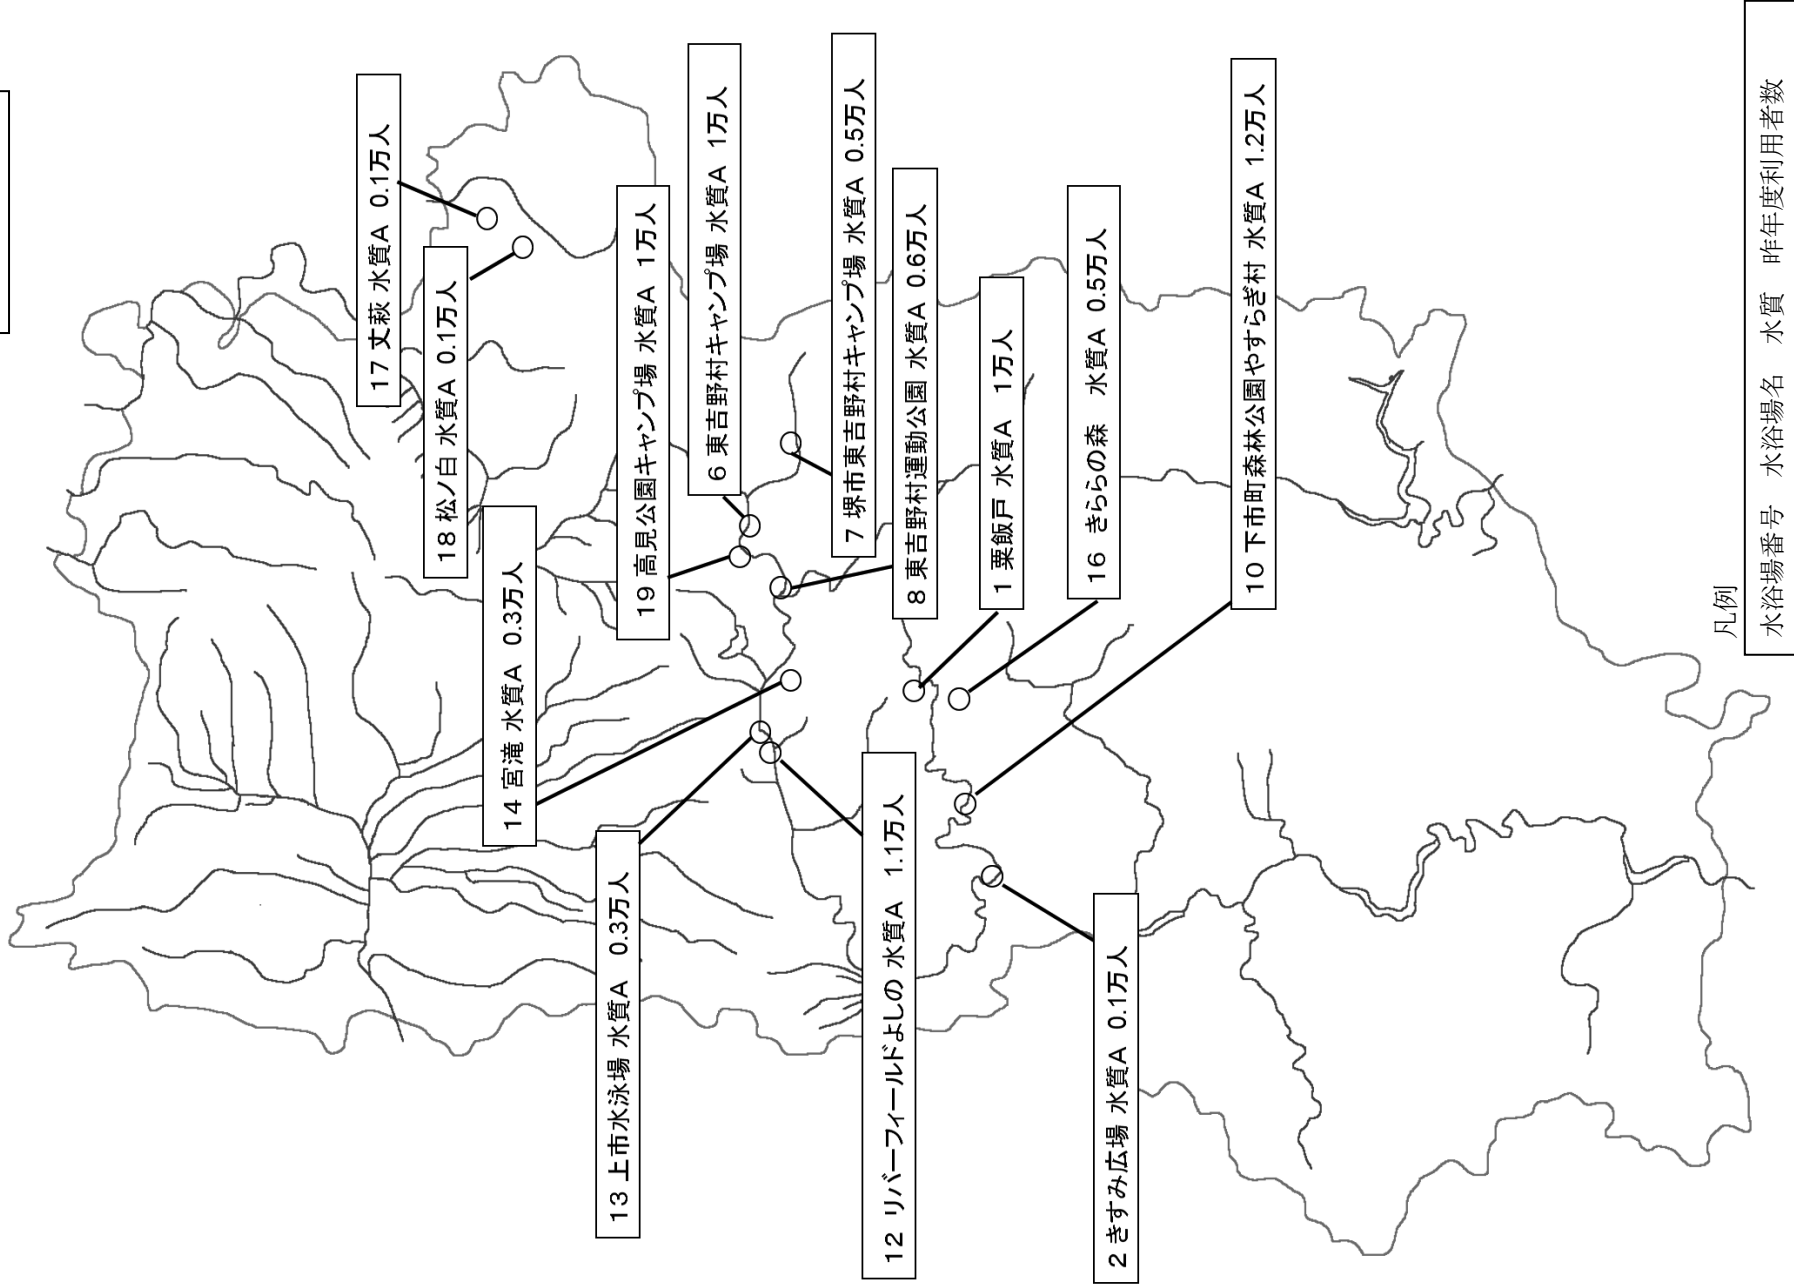 17 丈萩 水質A 0.1万人
18 松ノ白 水質A 0.1万人
14 宮滝 水質A 0.3万人
13 上市水泳場 水質A 0.3万人
19 高見公園キャンプ場 水質A 1万人
6 東吉野村キャンプ場 水質A 1万人
7 堺市東吉野村キャンプ場 水質A 0.5万人
8 東吉野村運動公園 水質A 0.6万人
12 リバーフィールドよしの 水質A 1.1万人
1 粟飯戸 水質A 1万人
16 きららの森 水質A 0.5万人
2 きすみ広場 水質A 0.1万人
10 下市町森林公園やすらぎ村 水質A 1.2万人
凡例
水浴場番号 水浴場名 水質 昨年度利用者数